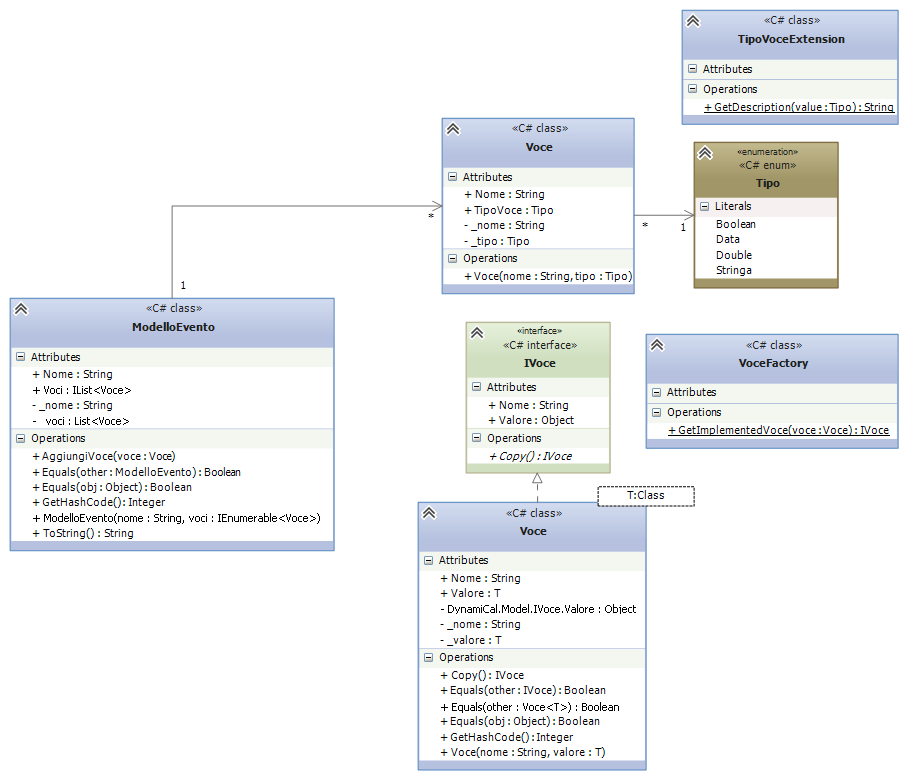 «C# class»
TipoVoceExtension
Attributes
Operations
+ GetDescription(value : Tipo) : String
«C# class»
Voce
Attributes
+ Nome : String
+ TipoVoce : Tipo
- _nome : String
- _tipo : Tipo
Operations
+ Voce(nome : String, tipo : Tipo)
«enumeration»
«C# enum»
Tipo
Literals
Boolean
Data
Double
Stringa
*
*
1
1
«C# class»
ModelloEvento
Attributes
+ Nome : String
+ Voci : IList<Voce>
- _nome : String
- _voci : List<Voce>
Operations
+ AggiungiVoce(voce : Voce)
+ Equals(other : ModelloEvento) : Boolean
+ Equals(obj : Object) : Boolean
+ GetHashCode() : Integer
+ ModelloEvento(nome : String, voci : IEnumerable<Voce>)
+ ToString() : String
«interface»
«C# interface»
IVoce
Attributes
+ Nome : String
+ Valore : Object
Operations
+ Copy() : IVoce
«C# class»
VoceFactory
Attributes
Operations
+ GetImplementedVoce(voce : Voce) : IVoce
T:Class
«C# class»
Voce
Attributes
+ Nome : String
+ Valore : T
- DynamiCal.Model.IVoce.Valore : Object
- _nome : String
- _valore : T
Operations
+ Copy() : IVoce
+ Equals(other : IVoce) : Boolean
+ Equals(other : Voce<T>) : Boolean
+ Equals(obj : Object) : Boolean
+ GetHashCode() : Integer
+ Voce(nome : String, valore : T)